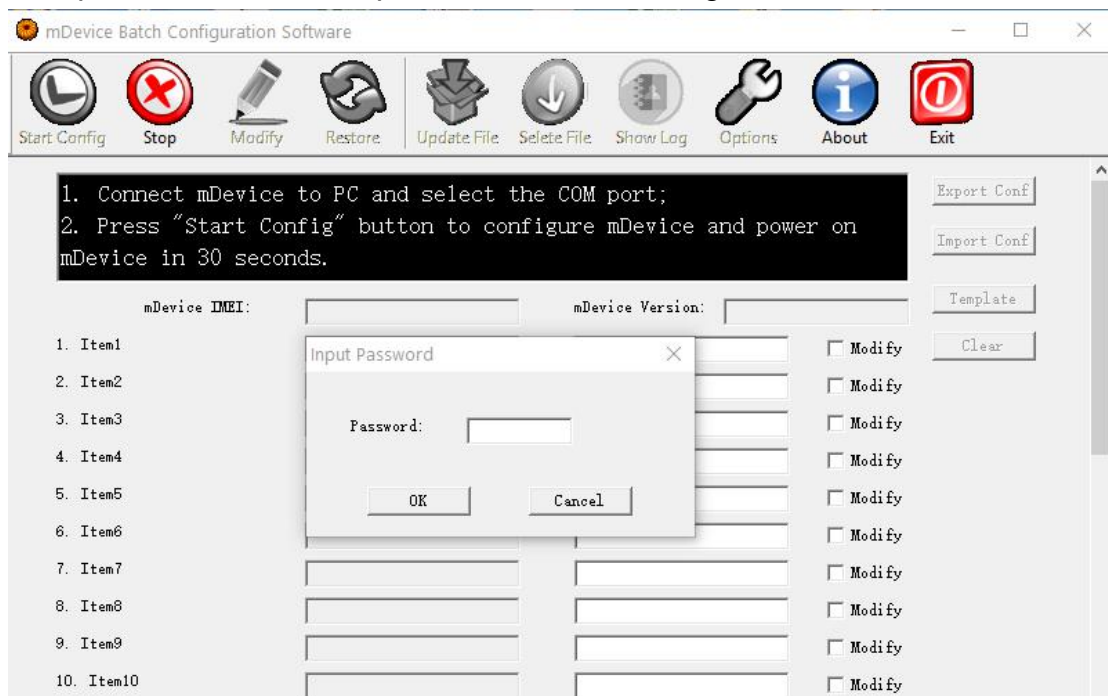 mDevice Batch Configuration Software
Start Config Stop Modify Restore Update File Selete File Show Log Options About Exit
1. Connect mDevice to PC and select the COM port;
2. Press "Start Config" button to configure mDevice and power on
mDevice in 30 seconds.
Export Conf
Import Conf
mDevice IMEI: mDevice Version: Template
1. Item1 Modify Clear
Input Password
2. Item2 Modify
3. Item3 Modify
Password:
4. Item4 Modify
5. Item5 Modify
OK Cancel
6. Item6 Modify
7. Item7 Modify
8. Item8 Modify
9. Item9 Modify
10. Item10 Modify